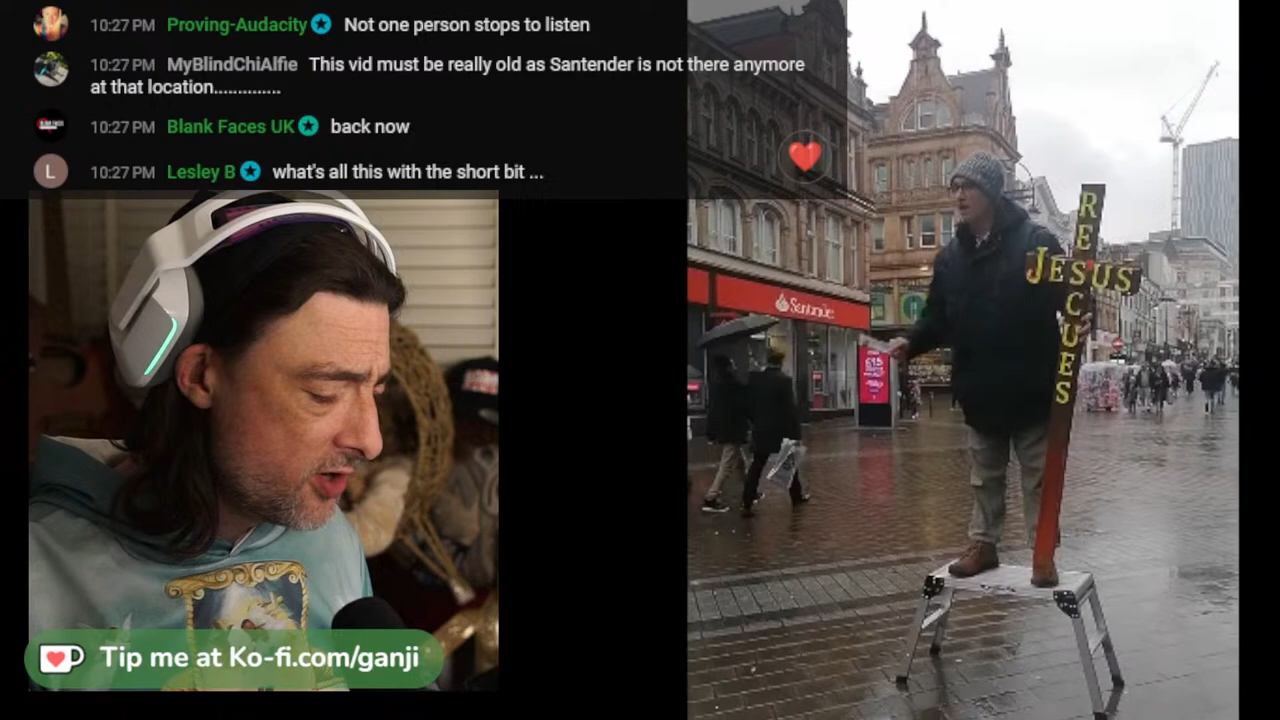 10:27 PM Proving-Audacity Not one person stops to listen
10:27 PM MyBlindChiAlfie This vid must be really old as Santender is not there anymore
at that location..............
10:27 PM Blank Faces UK back now
L 10:27 PM Lesley B what's all this with the short bit ...
Santander
RESCUES
JESUS
£15
Tip me at Ko-fi.com/ganji